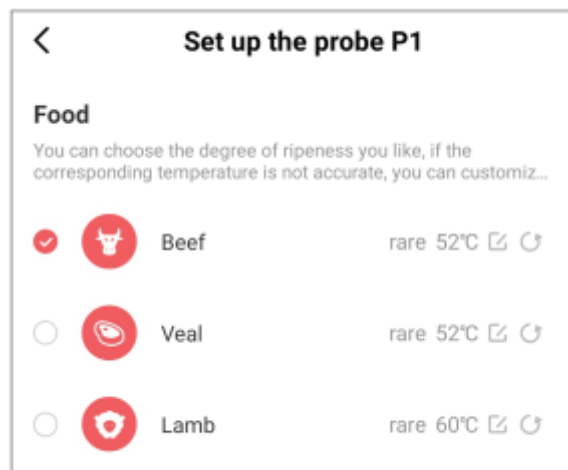 Set up the probe P1
Food
You can choose the degree of ripeness you like, if the
corresponding temperature is not accurate, you can customiz...
Beef rare 52℃
Veal rare 52℃
Lamb rare 60℃